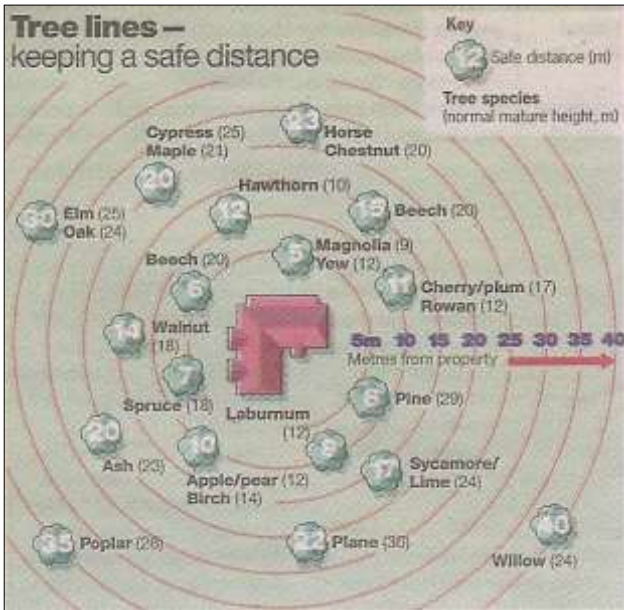 Tree lines –
keeping a safe distance
Key
12 Safe distance (m)
Tree species
(normal mature height, m)
23 Horse
Chestnut (20)
Cypress (25)
Maple (21)
20
Hawthorn (10)
12
30 Elm (25)
Oak (24)
15 Beech (20)
5 Magnolia (9)
Yew (12)
Beech (20)
6
11 Cherry/plum (17)
Rowan (12)
14 Walnut
(18)
5m 10 15 20 25 30 35 40
Metres from property
7
Spruce (18)
Laburnum
(12)
Pine (29)
20
Ash (23)
10
Apple/pear (12)
Birch (14)
9
Sycamore/
Lime (24)
35 Poplar (28)
22 Plane (30)
40
Willow (24)